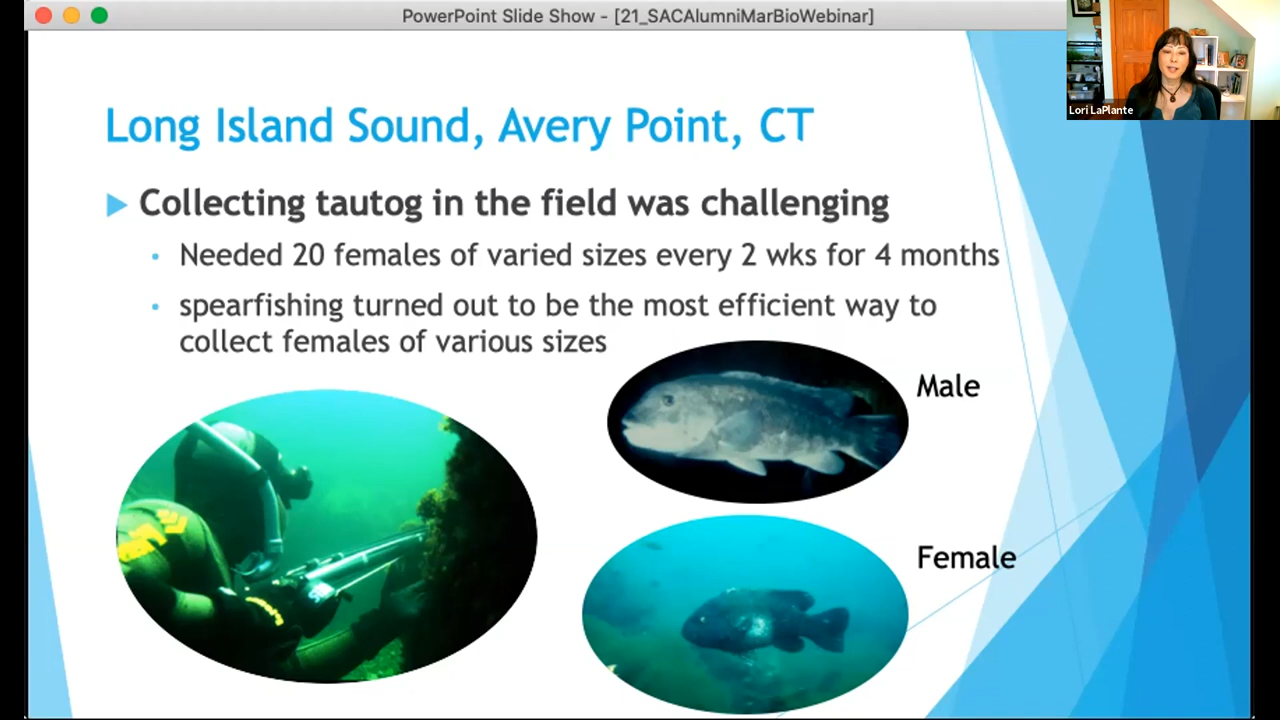 PowerPoint Slide Show - [21_SACAlumniMarBioWebinar]
Lori LaPlante
Long Island Sound, Avery Point, CT
Collecting tautog in the field was challenging
Needed 20 females of varied sizes every 2 wks for 4 months
spearfishing turned out to be the most efficient way to
collect females of various sizes
Male
Female